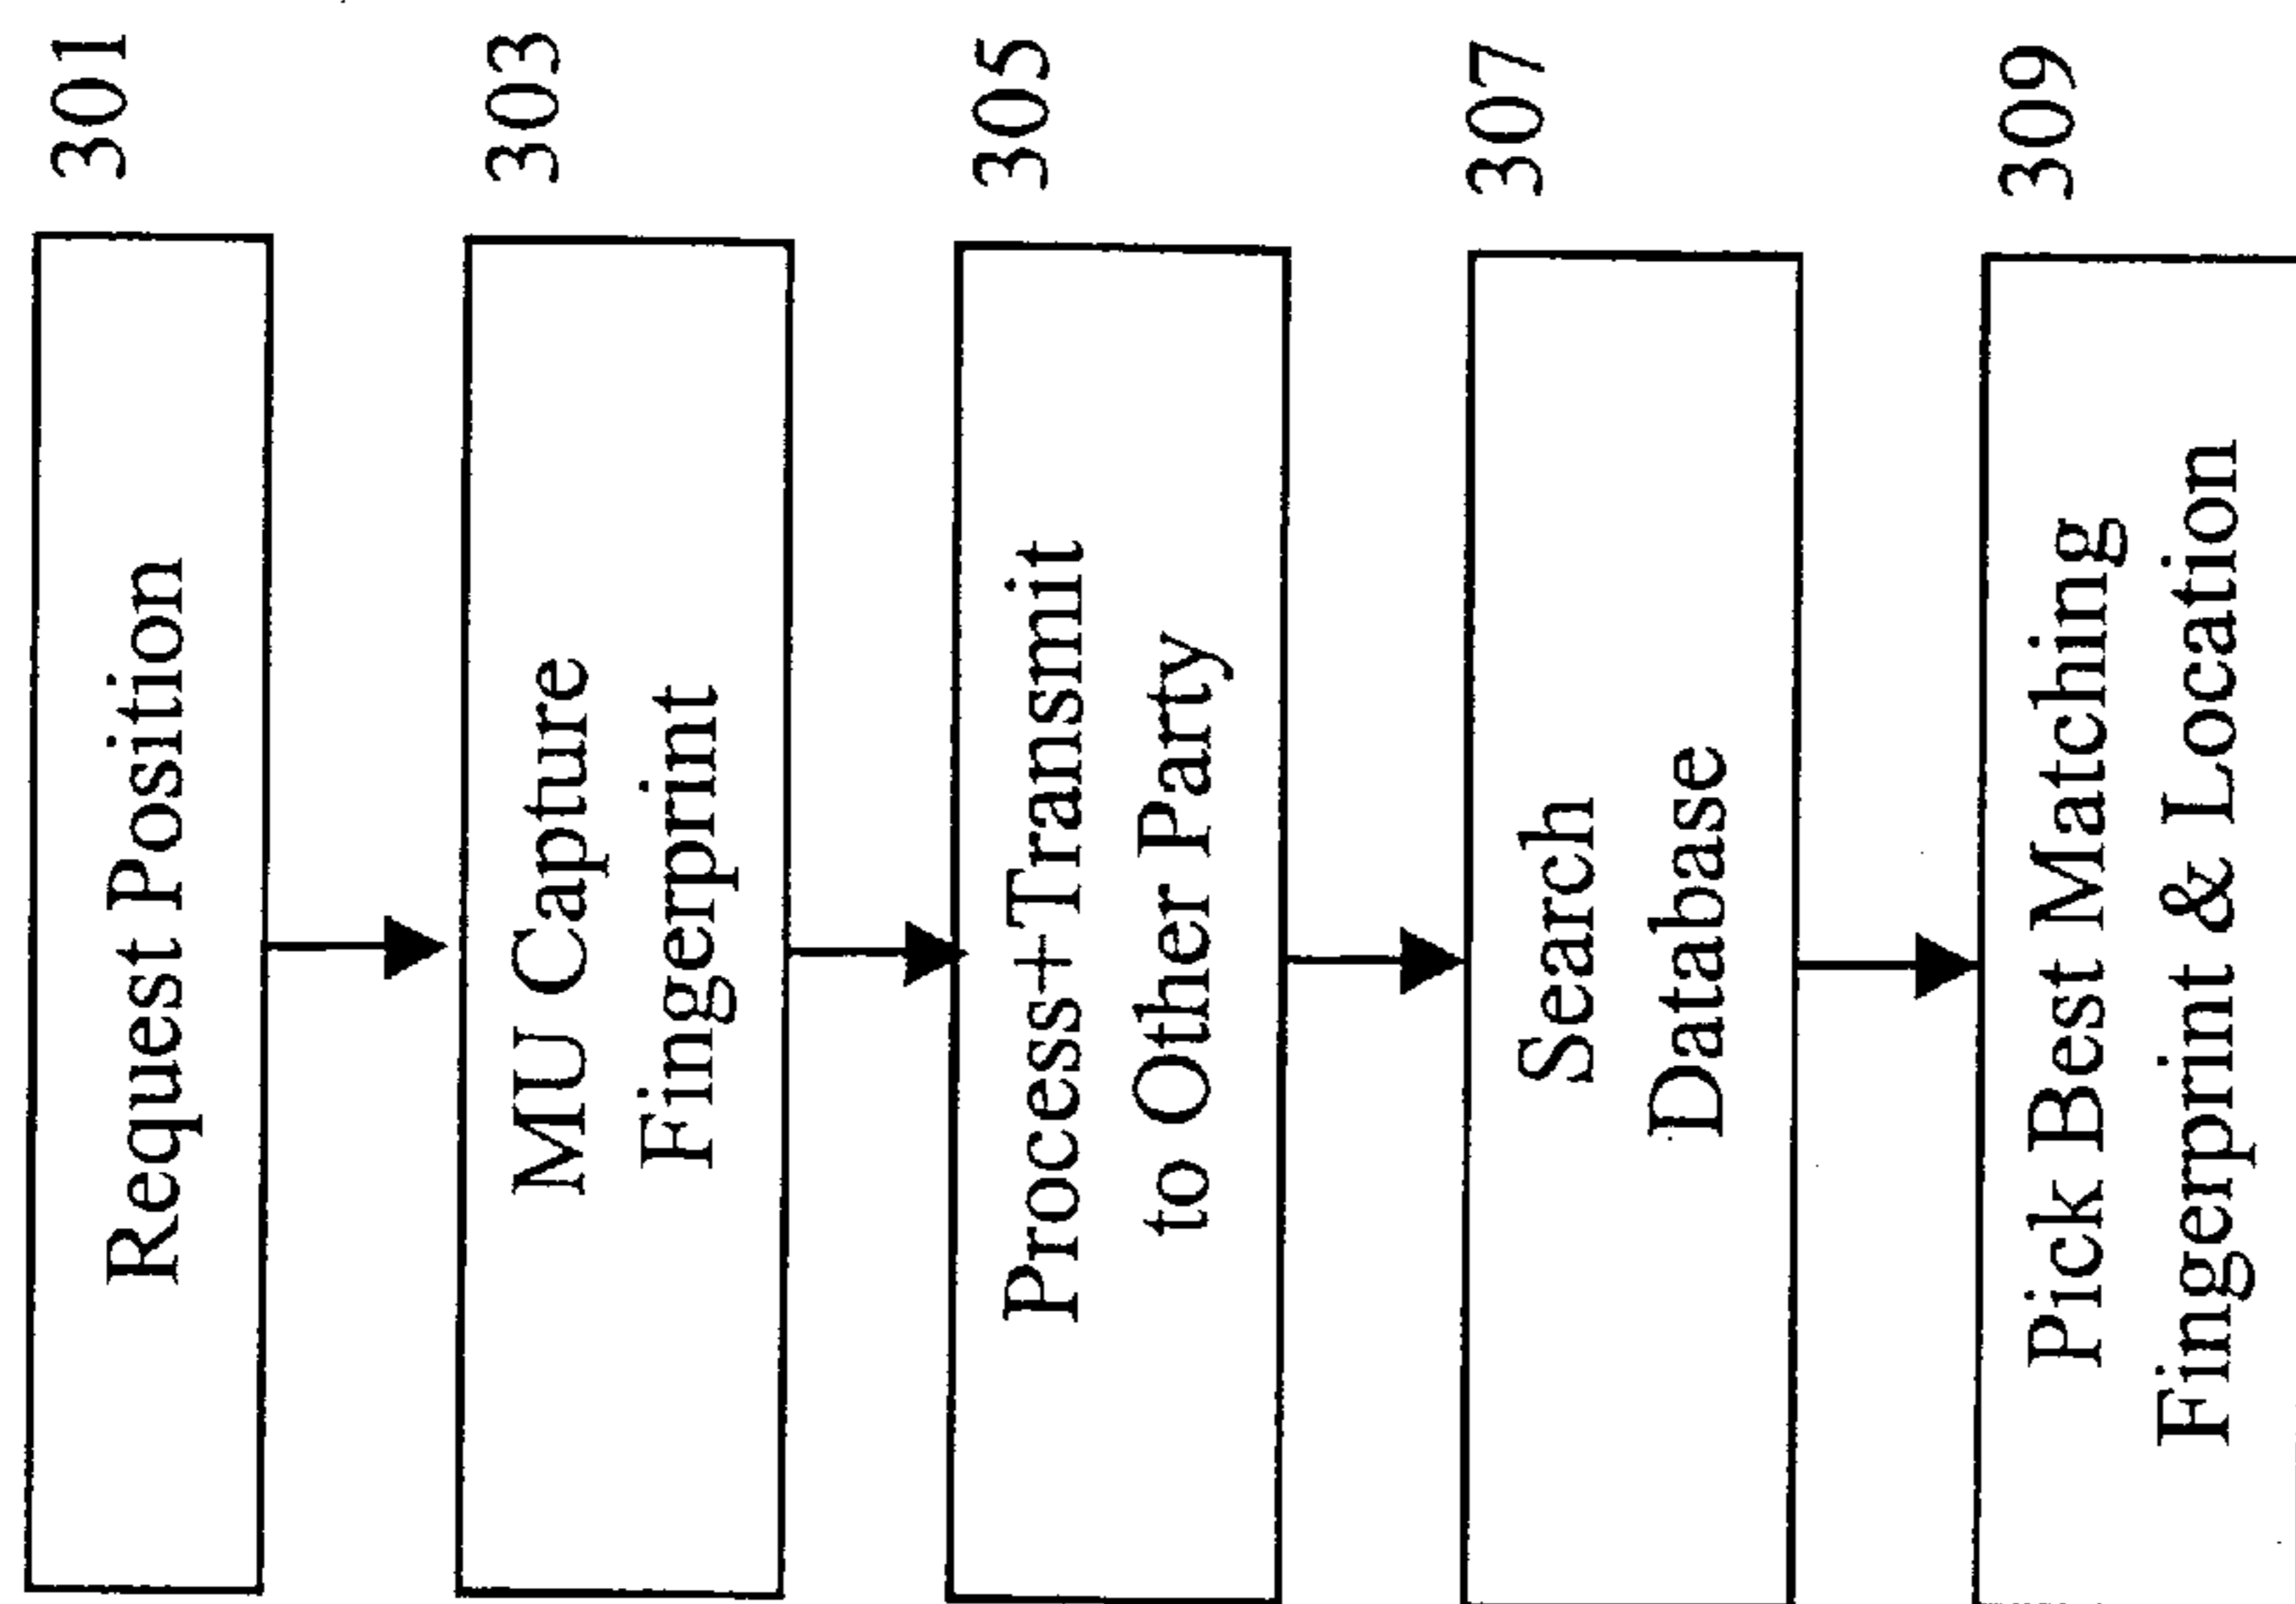 Request Position
301
MU Capture
Fingerprint
303
Process+Transmit
to Other Party
305
Search
Database
307
Pick Best Matching
Fingerprint & Location
309